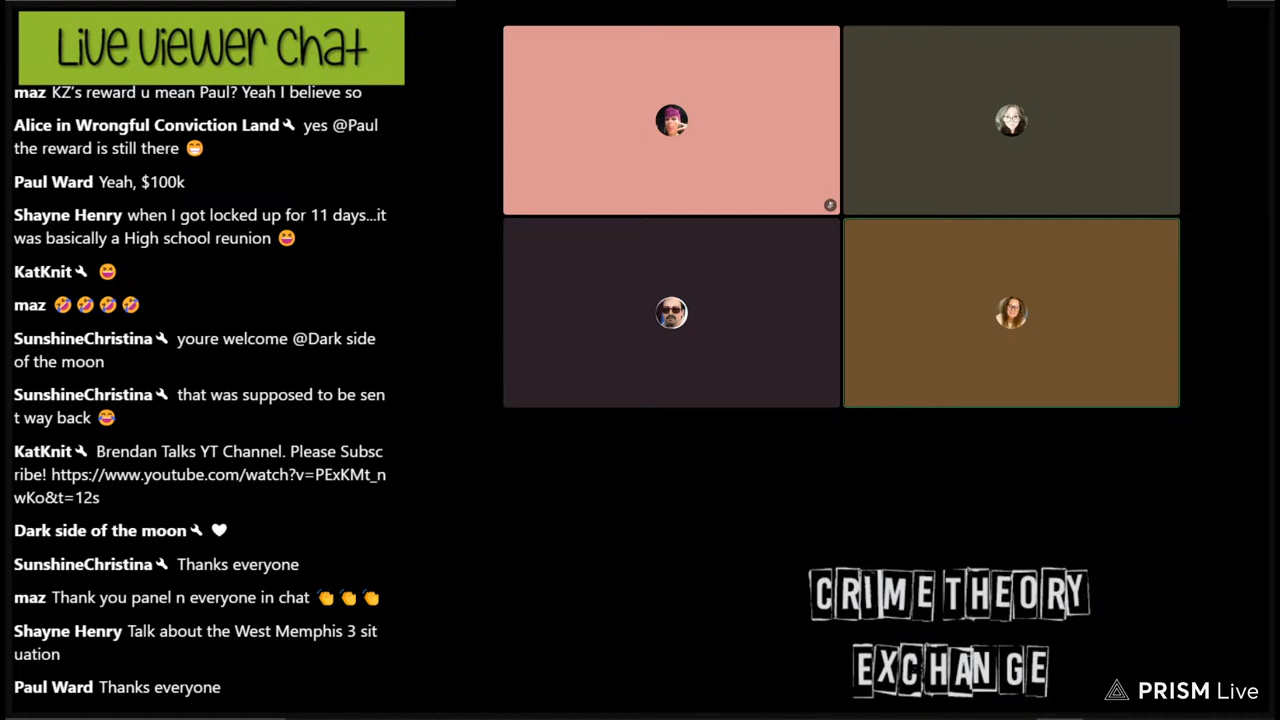 Live Viewer Chat
maz KZ's reward u mean Paul? Yeah I believe so
Alice in Wrongful Conviction Land yes @Paul
the reward is still there 😁
Paul Ward Yeah, $100k
Shayne Henry when I got locked up for 11 days...it
was basically a High school reunion 😆
KatKnit 😆
maz 🤣 🤣 🤣 🤣
SunshineChristina youre welcome @Dark side
of the moon
SunshineChristina that was supposed to be sen
t way back 😂
KatKnit Brendan Talks YT Channel. Please Subsc
ribe! https://www.youtube.com/watch?v=PExKMt_n
wKo&t=12s
Dark side of the moon 🤍
SunshineChristina Thanks everyone
maz Thank you panel n everyone in chat 👏 👏 👏
Shayne Henry Talk about the West Memphis 3 sit
uation
Paul Ward Thanks everyone
CRIME THEORY
EXCHANGE
PRISM Live